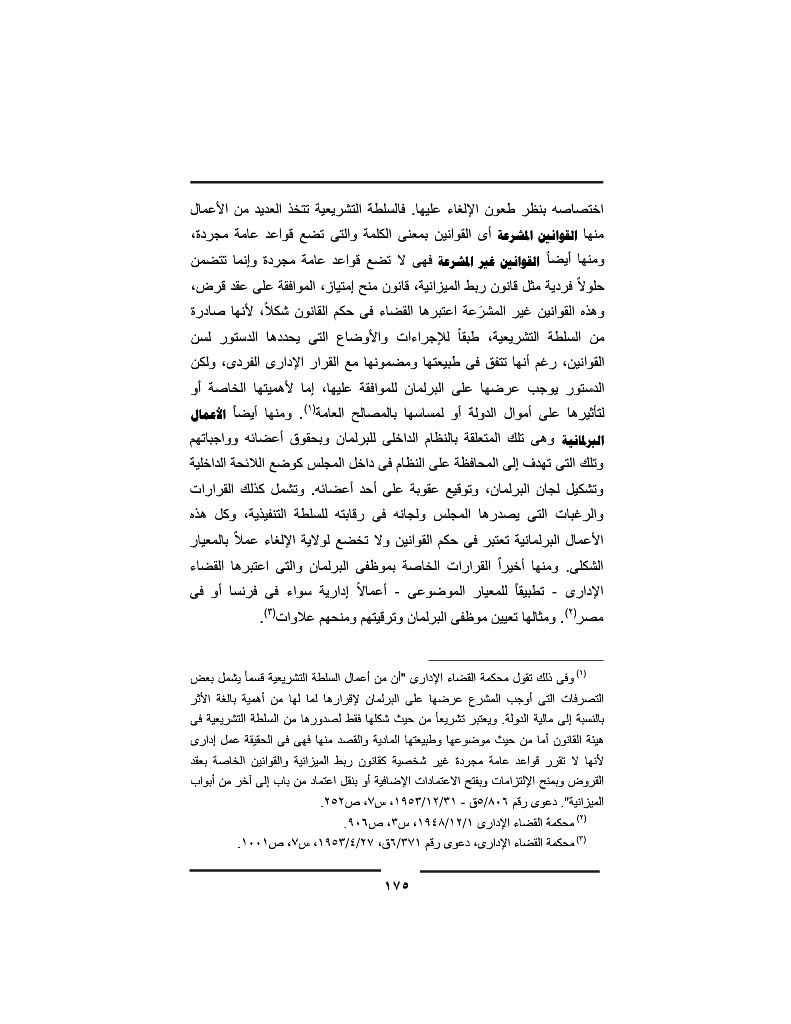 اختصاصه بنظر طعون الإلغاء عليها. فالسلطة التشريعية تتخذ العديد من الأعمال
منها القوانين المشرعة أى القوانين بمعنى الكلمة والتى تضع قواعد عامة مجردة،
ومنها أيضاً القوانين غير المشرعة فهى لا تضع قواعد عامة مجردة وإنما تتضمن
حلولاً فردية مثل قانون ربط الميزانية، قانون منح إمتياز، الموافقة على عقد قرض،
وهذه القوانين غير المشرَعة اعتبرها القضاء فى حكم القانون شكلاً، لأنها صادرة
من السلطة التشريعية، طبقاً للإجراءات والأوضاع التى يحددها الدستور لسن
القوانين، رغم أنها تتفق فى طبيعتها ومضمونها مع القرار الإدارى الفردى، ولكن
الدستور يوجب عرضها على البرلمان للموافقة عليها، إما لأهميتها الخاصة أو
لتأثيرها على أموال الدولة أو لمساسها بالمصالح العامة(١). ومنها أيضاً الأعمال
البرلمانية وهى تلك المتعلقة بالنظام الداخلى للبرلمان وبحقوق أعضائه وواجباتهم
وتلك التى تهدف إلى المحافظة على النظام فى داخل المجلس كوضع اللائحة الداخلية
وتشكيل لجان البرلمان، وتوقيع عقوبة على أحد أعضائه. وتشمل كذلك القرارات
والرغبات التى يصدرها المجلس ولجانه فى رقابته للسلطة التنفيذية، وكل هذه
الأعمال البرلمانية تعتبر فى حكم القوانين ولا تخضع لولاية الإلغاء عملاً بالمعيار
الشكلى. ومنها أخيراً القرارات الخاصة بموظفى البرلمان والتى اعتبرها القضاء
الإدارى - تطبيقاً للمعيار الموضوعى - أعمالاً إدارية سواء فى فرنسا أو فى
مصر(٢). ومثالها تعيين موظفى البرلمان وترقيتهم ومنحهم علاوات(٣).
(١) وفى ذلك تقول محكمة القضاء الإدارى "أن من أعمال السلطة التشريعية قسماً يشمل بعض
التصرفات التى أوجب المشرع عرضها على البرلمان لإقرارها لما لها من أهمية بالغة الأثر
بالنسبة إلى مالية الدولة. ويعتبر تشريعاً من حيث شكلها فقط لصدورها من السلطة التشريعية فى
هيئة القانون أما من حيث موضوعها وطبيعتها المادية والقصد منها فهى فى الحقيقة عمل إدارى
لأنها لا تقرر قواعد عامة مجردة غير شخصية كقانون ربط الميزانية والقوانين الخاصة بعقد
القروض وبمنح الإلتزامات وبفتح الاعتمادات الإضافية أو بنقل اعتماد من باب إلى آخر من أبواب
الميزانية". دعوى رقم ٥/٨٠٦ق - ١٩٥٣/١٢/٣١، س٧، ص٢٥٢.
(٢) محكمة القضاء الإدارى ١٩٤٨/١٢/١، س٣، ص٩٠٦.
(٣) محكمة القضاء الإدارى، دعوى رقم ٦/٣٧١ق، ١٩٥٣/٤/٢٧، س٧، ص١٠٠١.
١٧٥